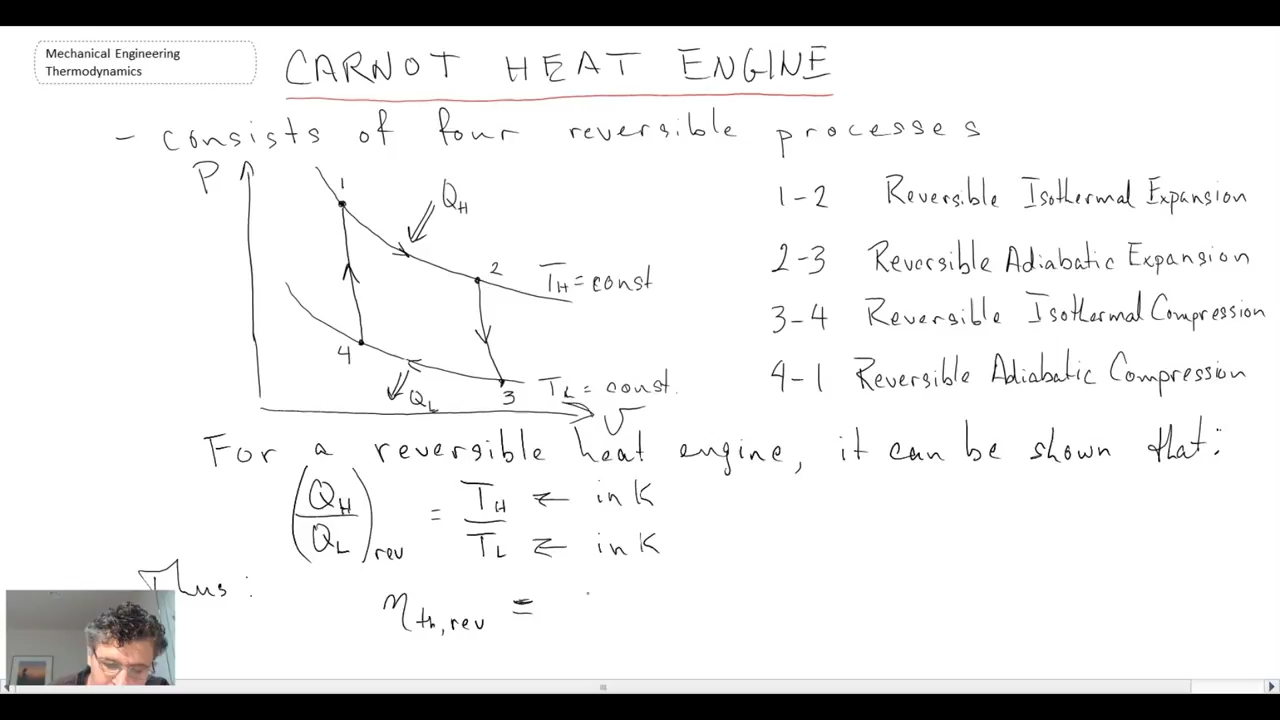 Mechanical Engineering
Thermodynamics
CARNOT HEAT ENGINE
- consists of four reversible processes
P
1
Q_H
2
T_H = const
4
Q_L
3
T_L = const.
v
1-2 Reversible Isothermal Expansion
2-3 Reversible Adiabatic Expansion
3-4 Reversible Isothermal Compression
4-1 Reversible Adiabatic Compression
For a reversible heat engine, it can be shown that:
(Q_H/Q_L)_rev = T_H/T_L ← in K ← in K
Thus:
η_th,rev =